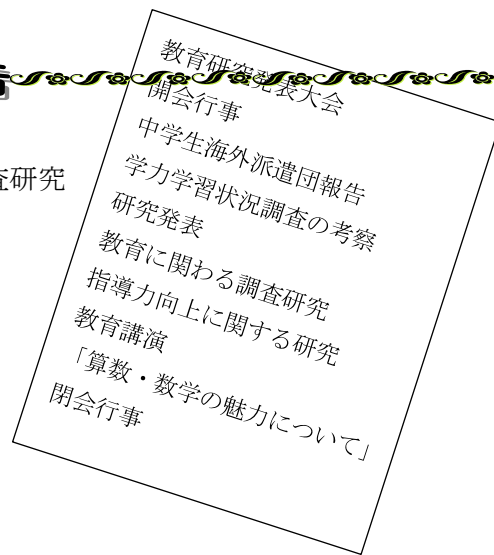 査研究
教育研究発表大会
開会行事
中学生海外派遣団報告
学力学習状況調査の考察
研究発表
教育に関わる調査研究
指導力向上に関する研究
教育講演
「算数・数学の魅力について」
閉会行事